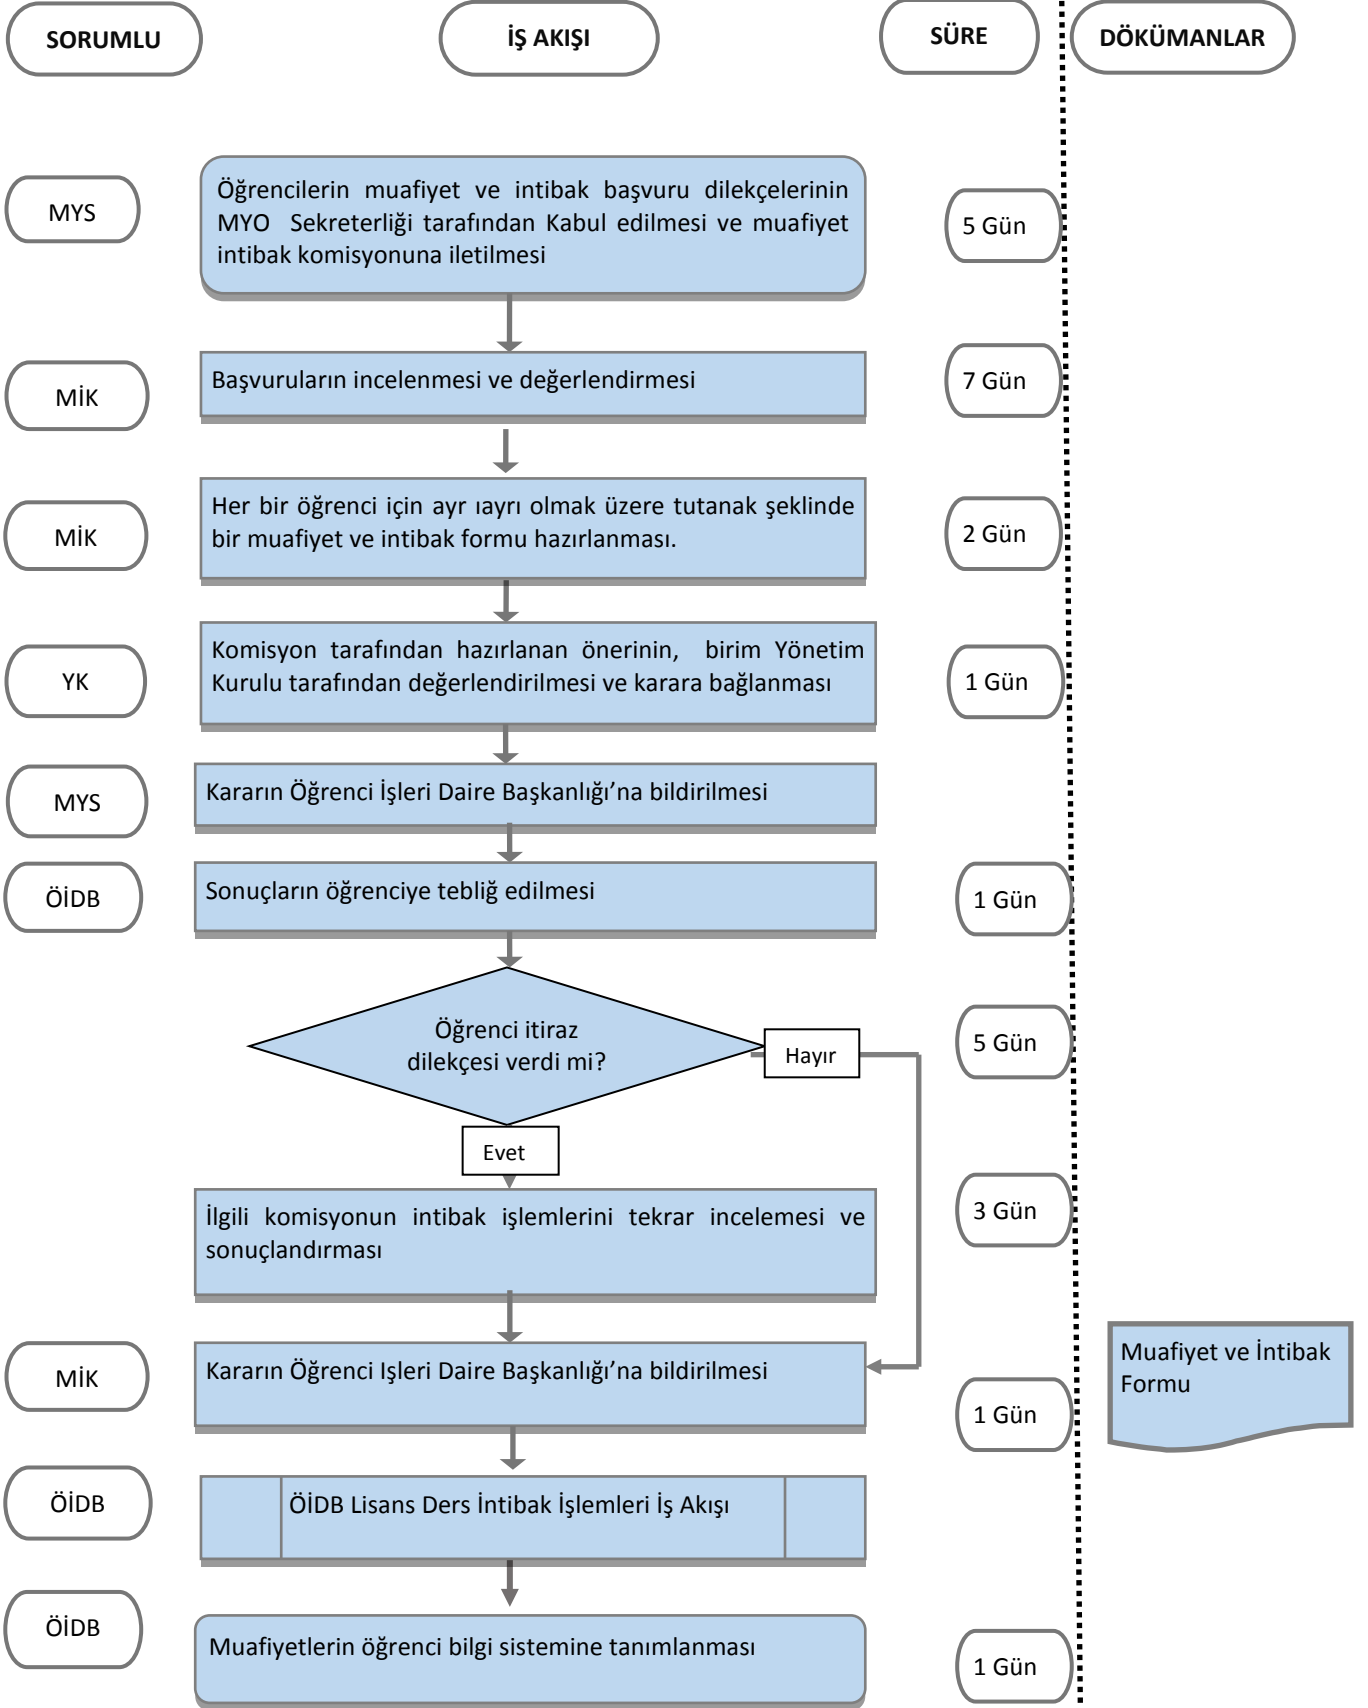 SORUMLU
İŞ AKIŞI
SÜRE
DÖKÜMANLAR
MYS
Öğrencilerin muafiyet ve intibak başvuru dilekçelerinin
MYO Sekreterliği tarafından Kabul edilmesi ve muafiyet
intibak komisyonuna iletilmesi
5 Gün
MİK
Başvuruların incelenmesi ve değerlendirmesi
7 Gün
MİK
Her bir öğrenci için ayr ıayrı olmak üzere tutanak şeklinde
bir muafiyet ve intibak formu hazırlanması.
2 Gün
YK
Komisyon tarafından hazırlanan önerinin, birim Yönetim
Kurulu tarafından değerlendirilmesi ve karara bağlanması
1 Gün
MYS
Kararın Öğrenci İşleri Daire Başkanlığı’na bildirilmesi
ÖİDB
Sonuçların öğrenciye tebliğ edilmesi
1 Gün
Öğrenci itiraz
dilekçesi verdi mi?
Hayır
5 Gün
Evet
İlgili komisyonun intibak işlemlerini tekrar incelemesi ve
sonuçlandırması
3 Gün
MİK
Kararın Öğrenci Işleri Daire Başkanlığı’na bildirilmesi
1 Gün
Muafiyet ve İntibak
Formu
ÖİDB
ÖİDB Lisans Ders İntibak İşlemleri İş Akışı
ÖİDB
Muafiyetlerin öğrenci bilgi sistemine tanımlanması
1 Gün